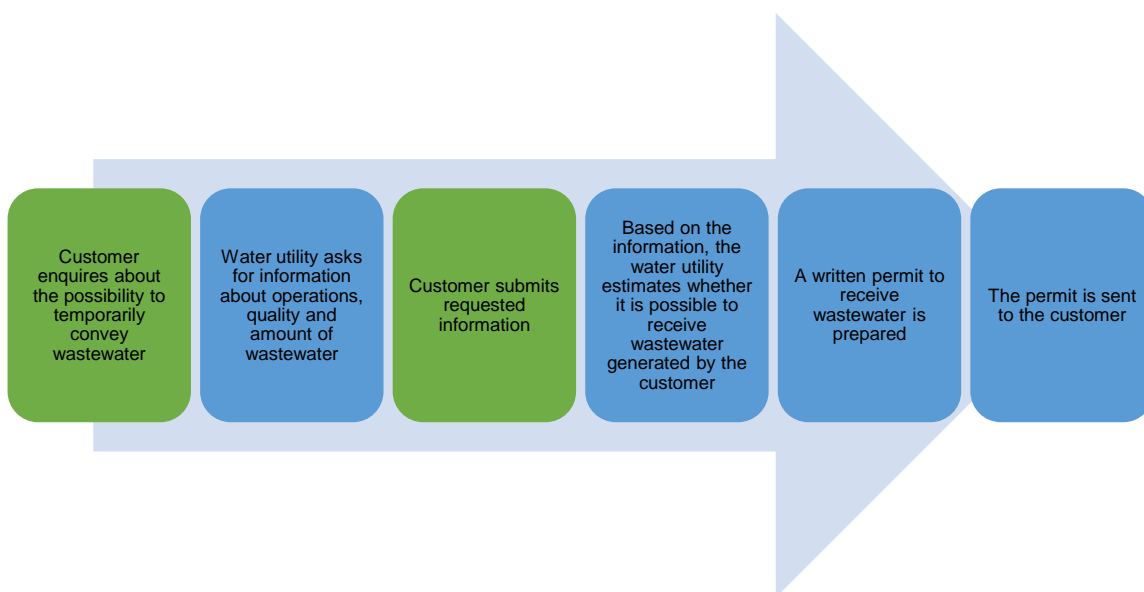 Customer
enquires about
the possibility to
temporarily
convey
wastewater
Water utility asks
for information
about operations,
quality and
amount of
wastewater
Customer submits
requested
information
Based on the
information, the
water utility
estimates whether
it is possible to
receive
wastewater
generated by the
customer
A written permit to
receive
wastewater is
prepared
The permit is sent
to the customer